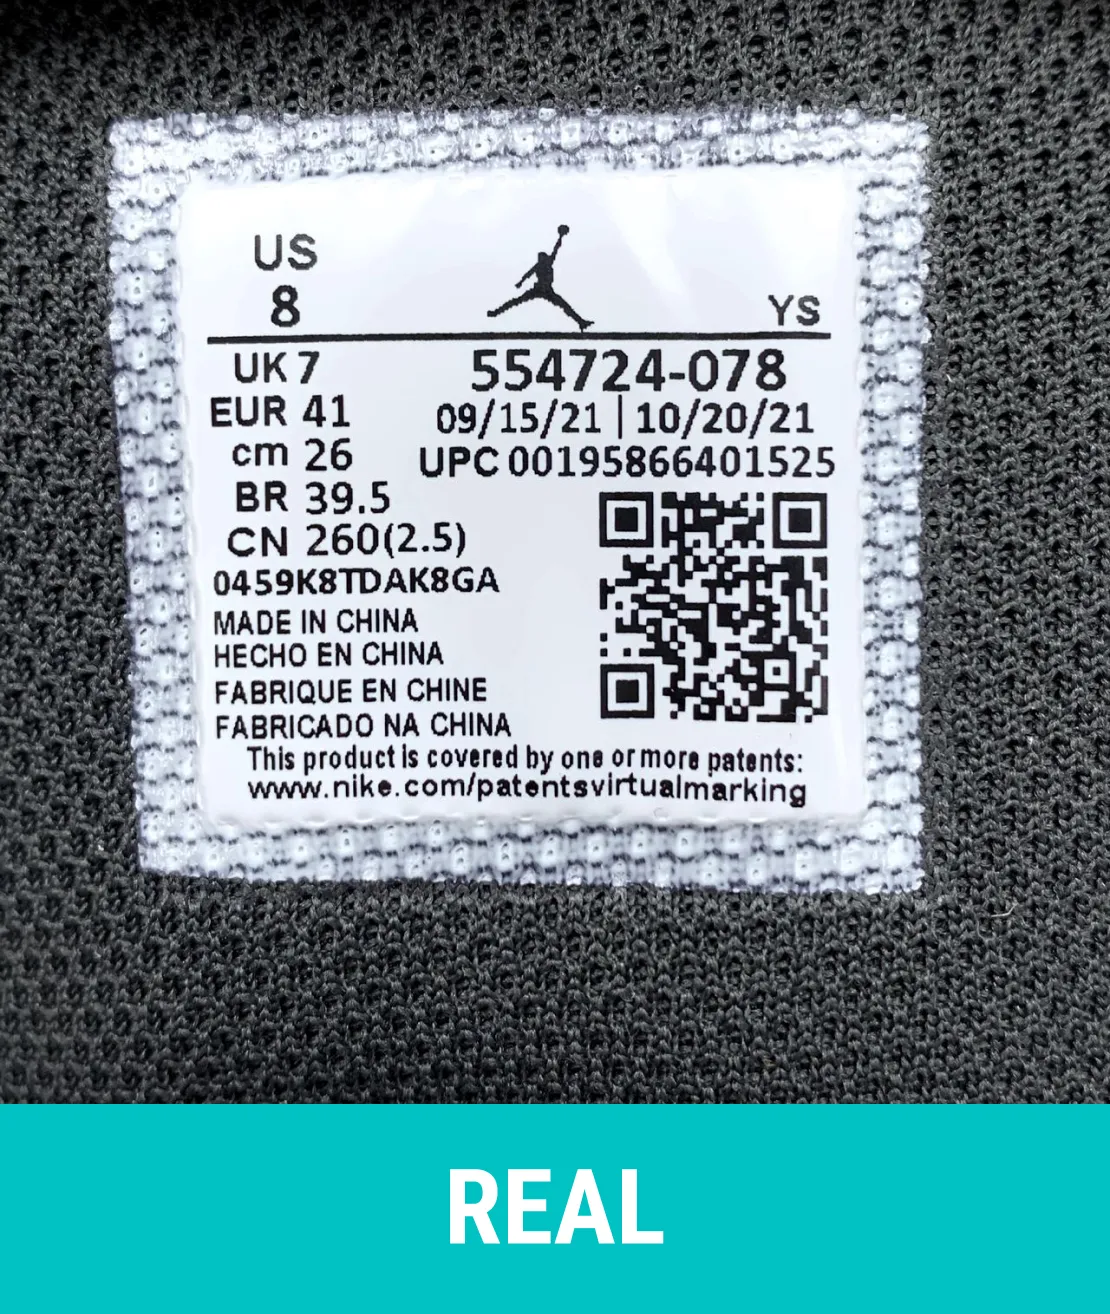 US
8
YS
UK 7
554724-078
EUR 41
09/15/21 | 10/20/21
cm 26
UPC 00195866401525
BR 39.5
CN 260(2.5)
0459K8TDAK8GA
MADE IN CHINA
HECHO EN CHINA
FABRIQUE EN CHINE
FABRICADO NA CHINA
This product is covered by one or more patents:
www.nike.com/patentsvirtualmarking
REAL